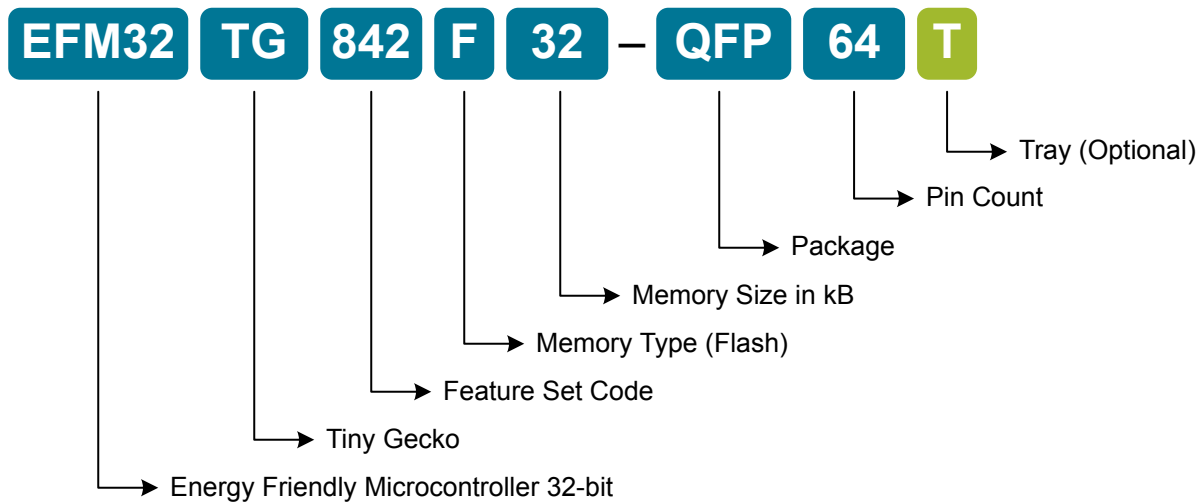 EFM32 TG 842 F 32 – QFP 64 T
Tray (Optional)
Pin Count
Package
Memory Size in kB
Memory Type (Flash)
Feature Set Code
Tiny Gecko
Energy Friendly Microcontroller 32-bit